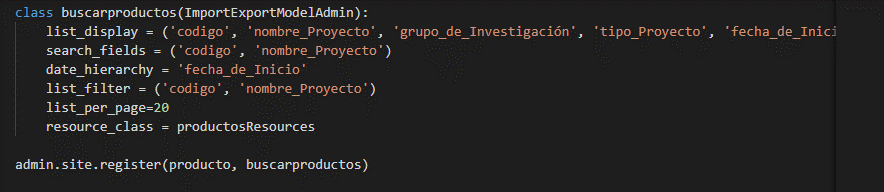 class buscarproductos(ImportExportModelAdmin):
    list_display = ('codigo', 'nombre_Proyecto', 'grupo_de_Investigación', 'tipo_Proyecto', 'fecha_de_Inici
    search_fields = ('codigo', 'nombre_Proyecto')
    date_hierarchy = 'fecha_de_Inicio'
    list_filter = ('codigo', 'nombre_Proyecto')
    list_per_page=20
    resource_class = productosResources
admin.site.register(producto, buscarproductos)